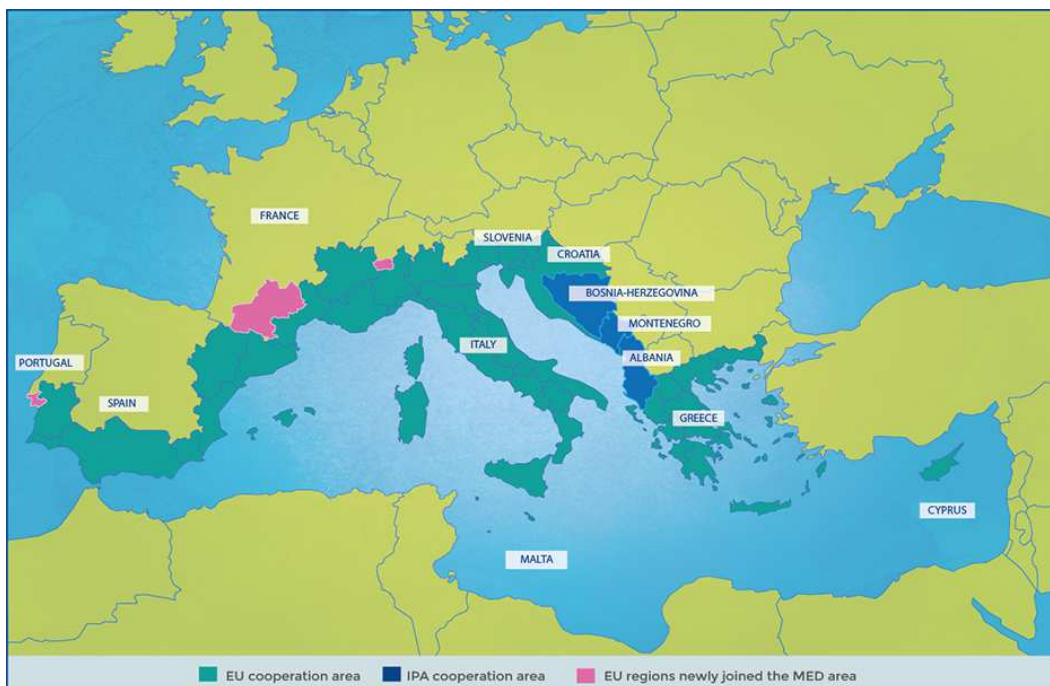 FRANCE
SLOVENIA
CROATIA
BOSNIA-HERZEGOVINA
MONTENEGRO
ITALY
ALBANIA
PORTUGAL
SPAIN
GREECE
CYPRUS
MALTA
EU cooperation area IPA cooperation area EU regions newly joined the MED area